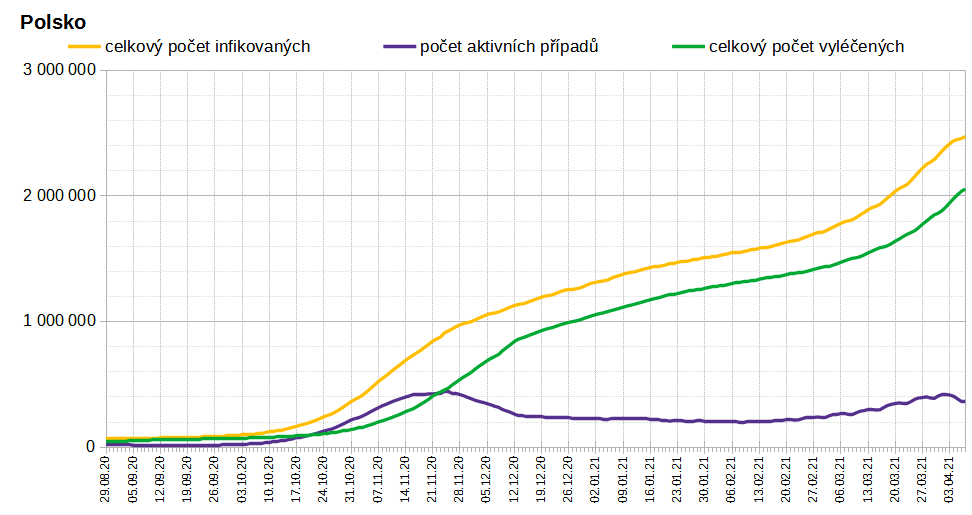 Polsko
celkový počet infikovaných počet aktivních případů celkový počet vyléčených
3 000 000
2 000 000
1 000 000
0
29.08.20 05.09.20 12.09.20 19.09.20 26.09.20 03.10.20 10.10.20 17.10.20 24.10.20 31.10.20 07.11.20 14.11.20 21.11.20 28.11.20 05.12.20 12.12.20 19.12.20 26.12.20 02.01.21 09.01.21 16.01.21 23.01.21 30.01.21 06.02.21 13.02.21 20.02.21 27.02.21 06.03.21 13.03.21 20.03.21 27.03.21 03.04.21